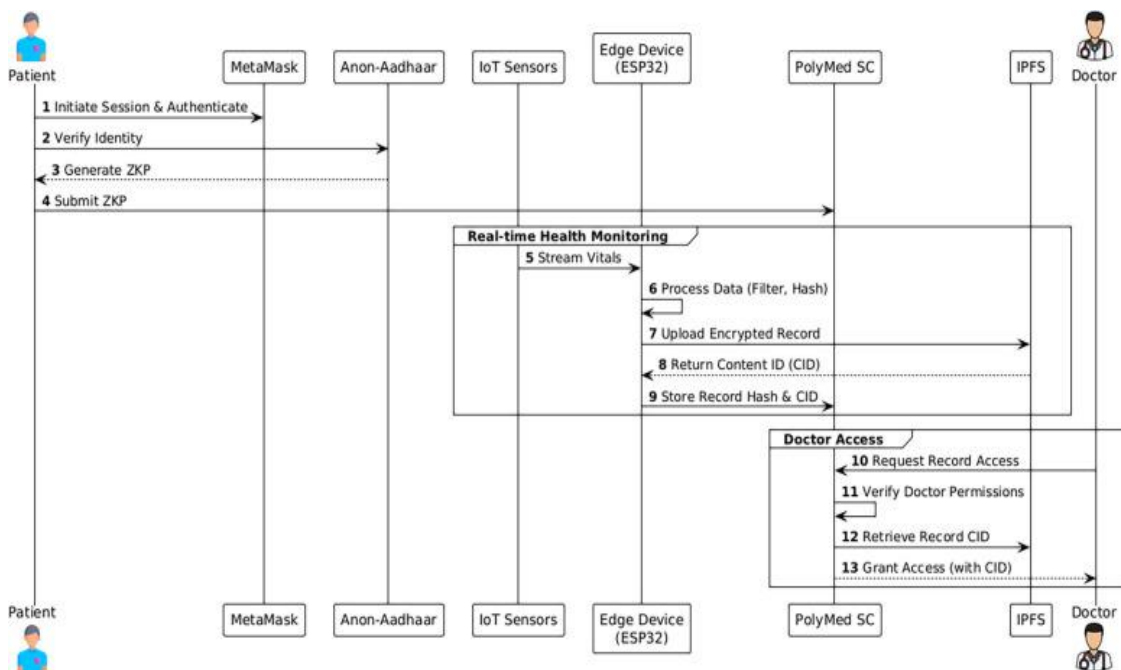 Patient
MetaMask
Anon-Aadhaar
IoT Sensors
Edge Device
(ESP32)
PolyMed SC
IPFS
Doctor
1 Initiate Session & Authenticate
2 Verify Identity
3 Generate ZKP
4 Submit ZKP
Real-time Health Monitoring
5 Stream Vitals
6 Process Data (Filter, Hash)
7 Upload Encrypted Record
8 Return Content ID (CID)
9 Store Record Hash & CID
Doctor Access
10 Request Record Access
11 Verify Doctor Permissions
12 Retrieve Record CID
13 Grant Access (with CID)
Patient
MetaMask
Anon-Aadhaar
IoT Sensors
Edge Device
(ESP32)
PolyMed SC
IPFS
Doctor